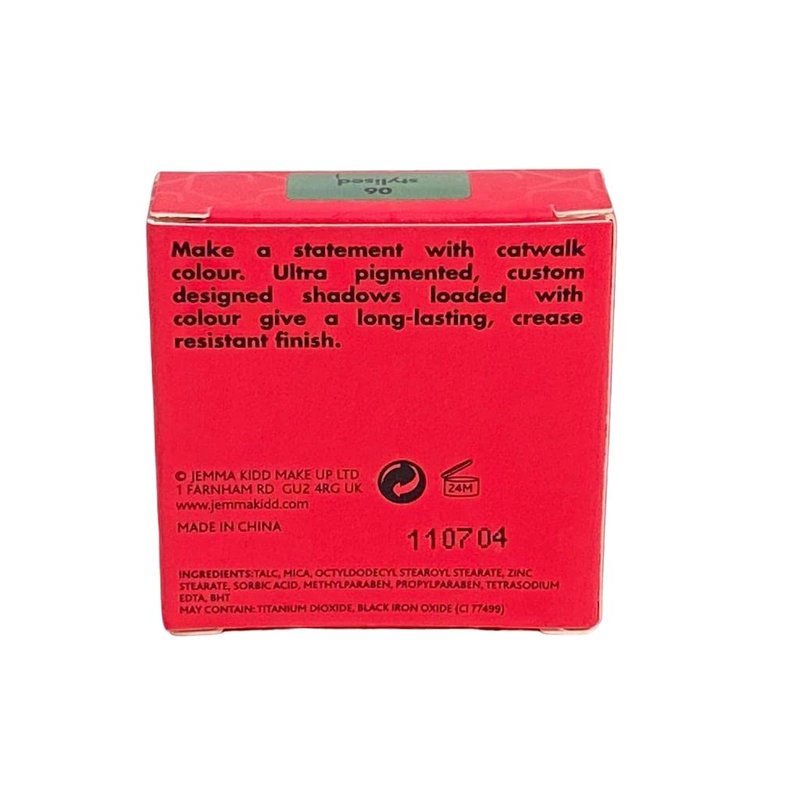 06
stylised
Make a statement with catwalk
colour. Ultra pigmented, custom
designed shadows loaded with
colour give a long-lasting, crease
resistant finish.
© JEMMA KIDD MAKE UP LTD
1 FARNHAM RD GU2 4RG UK
www.jemmakidd.com
MADE IN CHINA
24M
110704
INGREDIENTS:TALC, MICA, OCTYLDODECYL STEAROYL STEARATE, ZINC
STEARATE, SORBIC ACID, METHYLPARABEN, PROPYLPARABEN, TETRASODIUM
EDTA, BHT
MAY CONTAIN: TITANIUM DIOXIDE, BLACK IRON OXIDE (CI 77499)